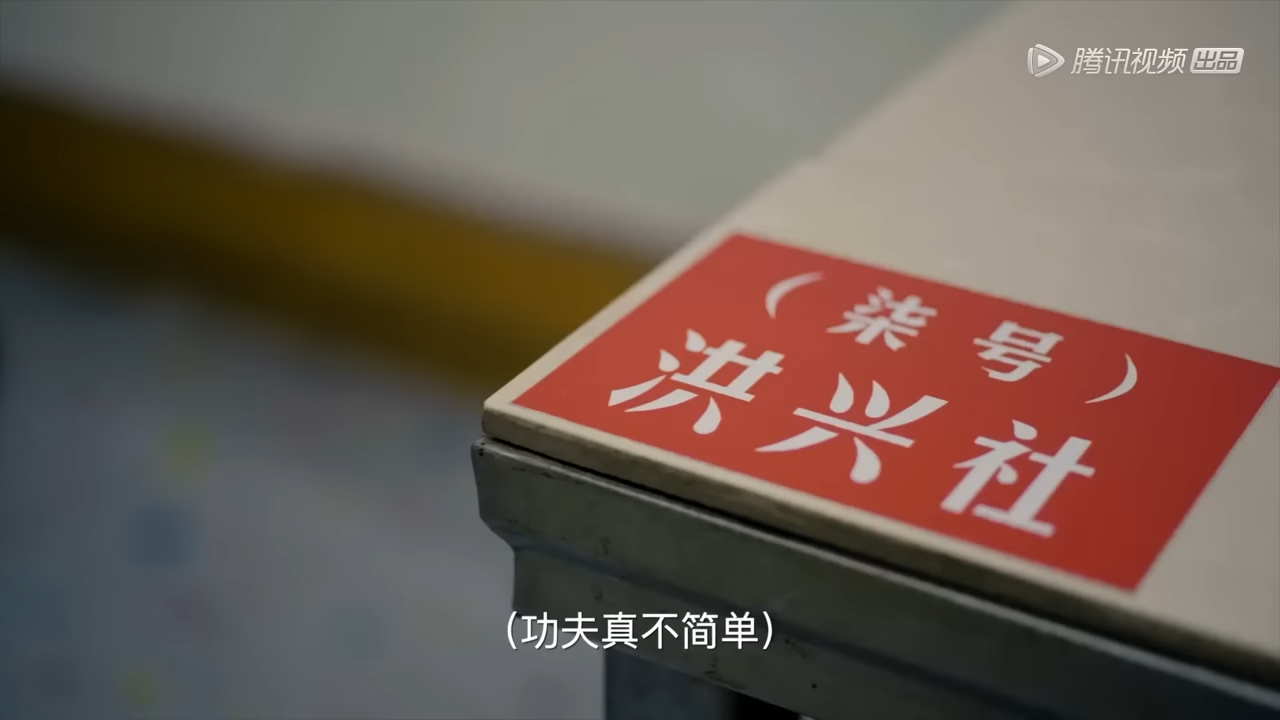 腾讯视频 出品
（柒号）
洪兴社
（功夫真不简单）